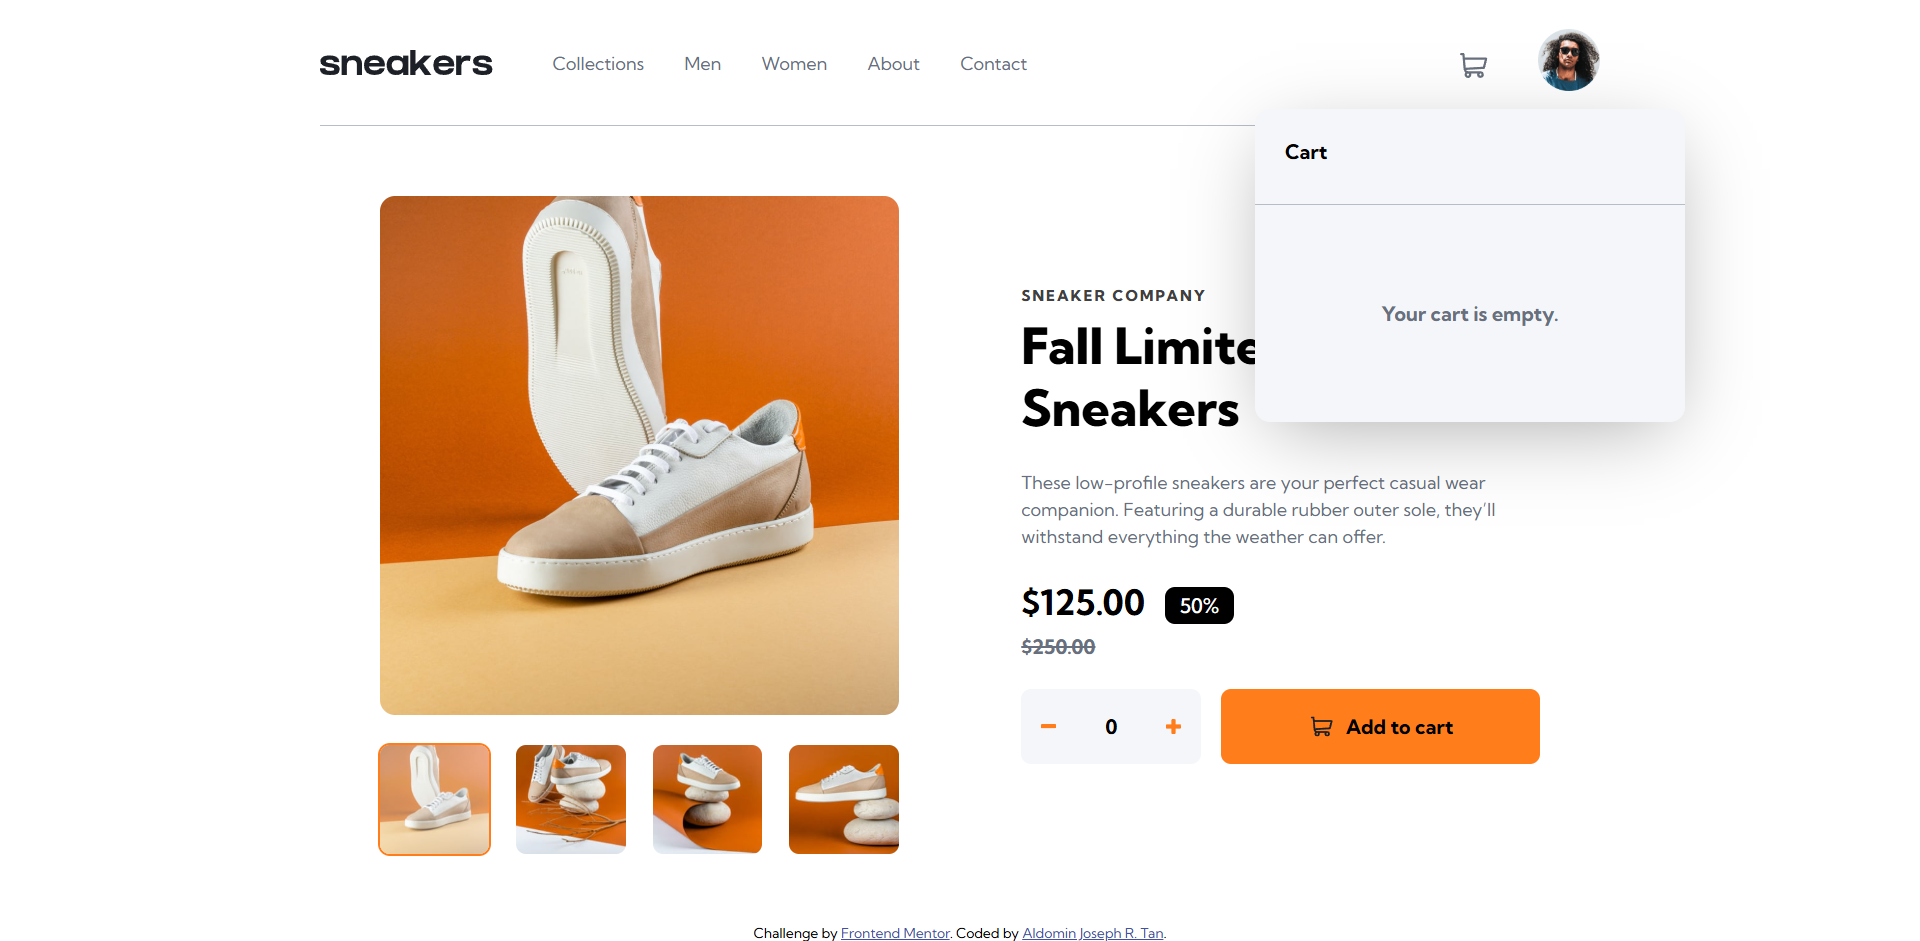 sneakers
Collections Men Women About Contact
Cart
Your cart is empty.
SNEAKER COMPANY
Fall Limite
Sneakers
These low-profile sneakers are your perfect casual wear
companion. Featuring a durable rubber outer sole, they'll
withstand everything the weather can offer.
$125.00 50%
$250.00
0 Add to cart
Challenge by Frontend Mentor. Coded by Aldomin Joseph R. Tan.